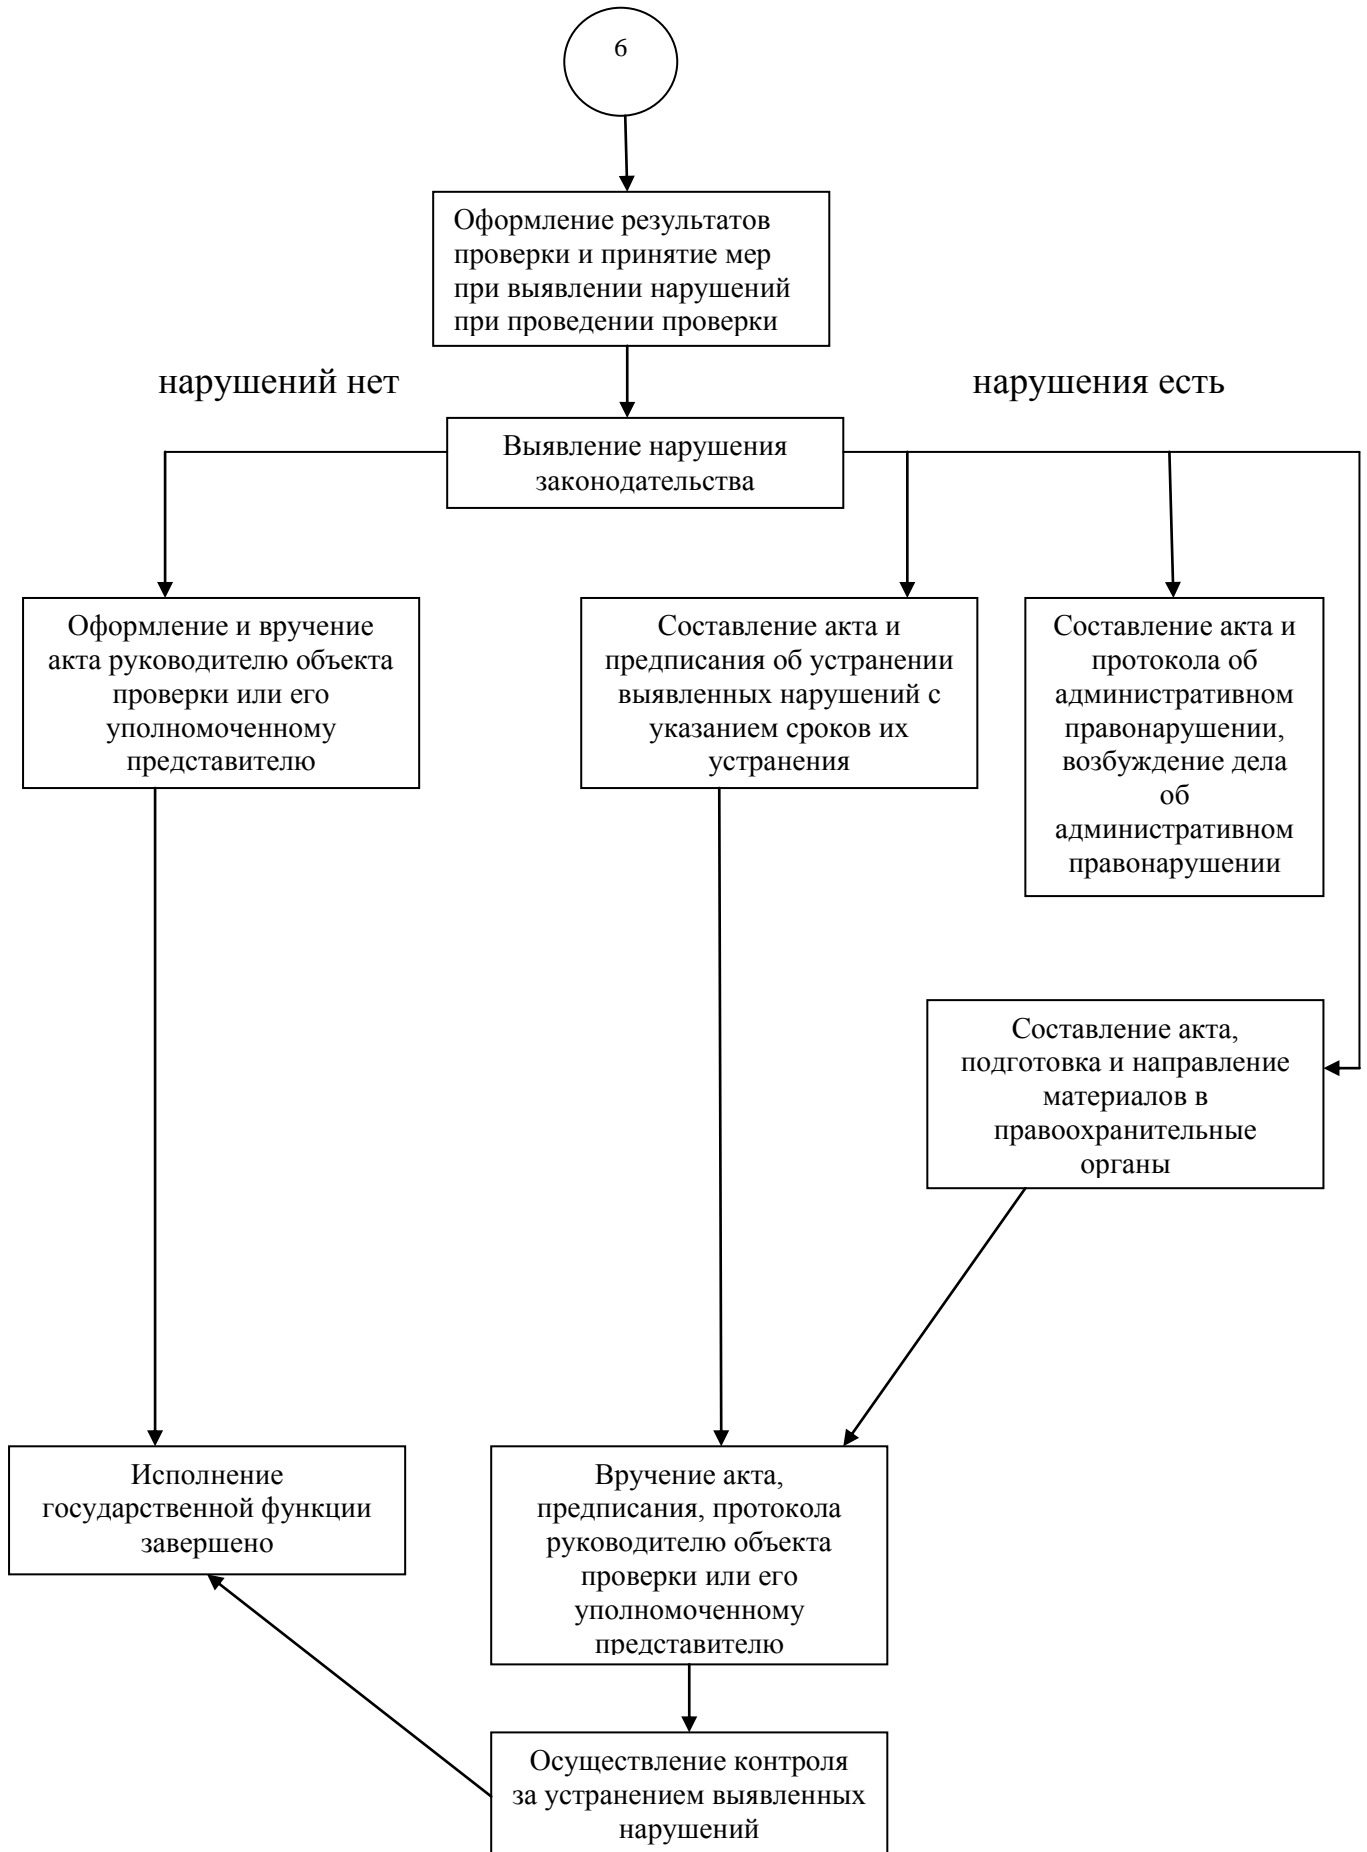 6
Оформление результатов
проверки и принятие мер
при выявлении нарушений
при проведении проверки
нарушений нет
нарушения есть
Выявление нарушения
законодательства
Оформление и вручение
акта руководителю объекта
проверки или его
уполномоченному
представителю
Составление акта и
предписания об устранении
выявленных нарушений с
указанием сроков их
устранения
Составление акта и
протокола об
административном
правонарушении,
возбуждение дела
об
административном
правонарушении
Составление акта,
подготовка и направление
материалов в
правоохранительные
органы
Исполнение
государственной функции
завершено
Вручение акта,
предписания, протокола
руководителю объекта
проверки или его
уполномоченному
представителю
Осуществление контроля
за устранением выявленных
нарушений